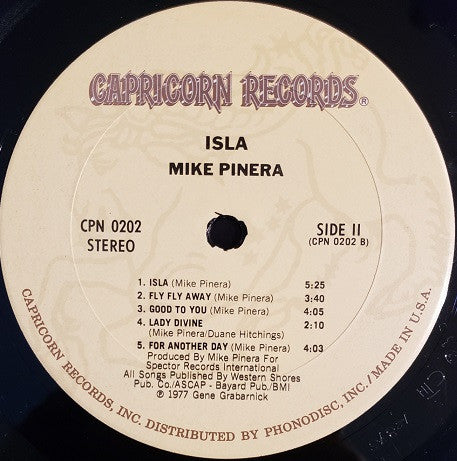 CAPRICORN RECORDS®
ISLA
MIKE PINERA
CPN 0202
STEREO
SIDE II
(CPN 0202 B)
1. ISLA (Mike Pinera) 5:25
2. FLY FLY AWAY (Mike Pinera) 3:40
3. GOOD TO YOU (Mike Pinera) 4:05
4. LADY DIVINE 2:10
(Mike Pinera/Duane Hitchings)
5. FOR ANOTHER DAY (Mike Pinera) 4:03
Produced By Mike Pinera For
Spector Records International
All Songs Published By Western Shores
Pub. Co./ASCAP - Bayard Pub./BMI
℗ 1977 Gene Grabarnick
CAPRICORN RECORDS, INC. DISTRIBUTED BY PHONODISC, INC./MADE IN U.S.A.